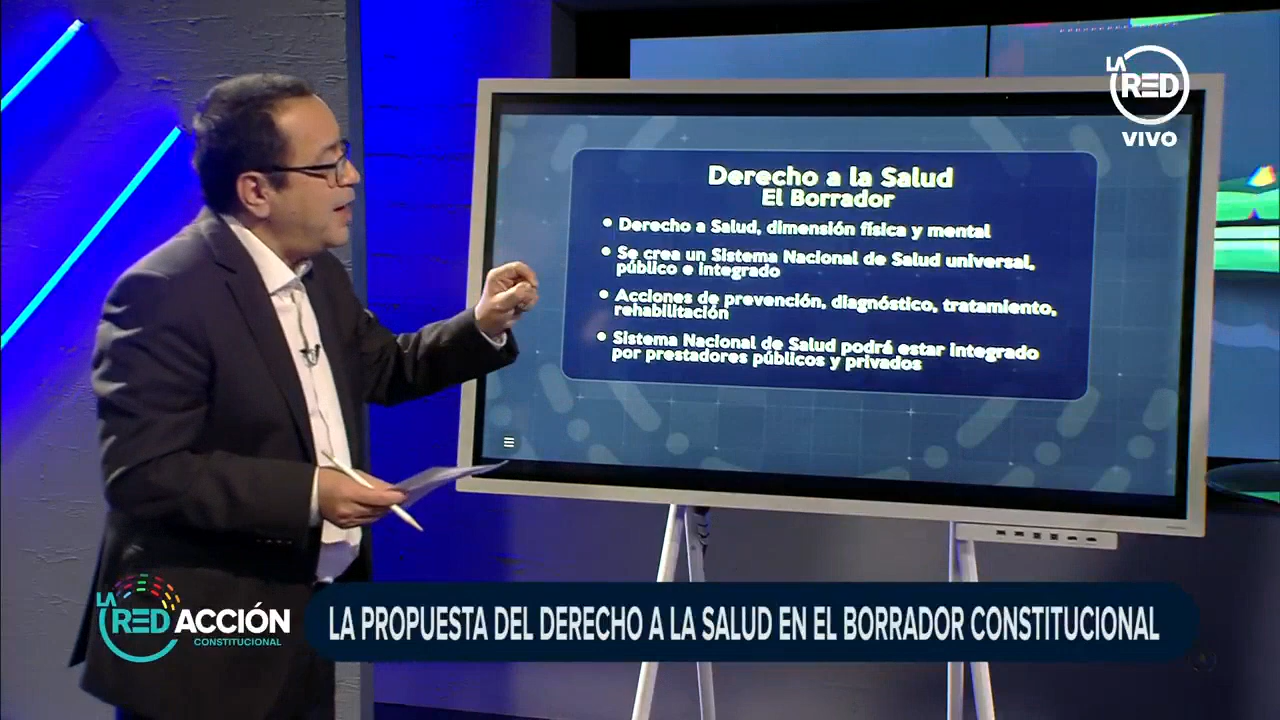 LA
RED
VIVO
Derecho a la Salud
El Borrador
• Derecho a Salud, dimensión física y mental
• Se crea un Sistema Nacional de Salud universal,
público e integrado
• Acciones de prevención, diagnóstico, tratamiento,
rehabilitación
• Sistema Nacional de Salud podrá estar integrado
por prestadores públicos y privados
LA
RED ACCIÓN
CONSTITUCIONAL
LA PROPUESTA DEL DERECHO A LA SALUD EN EL BORRADOR CONSTITUCIONAL